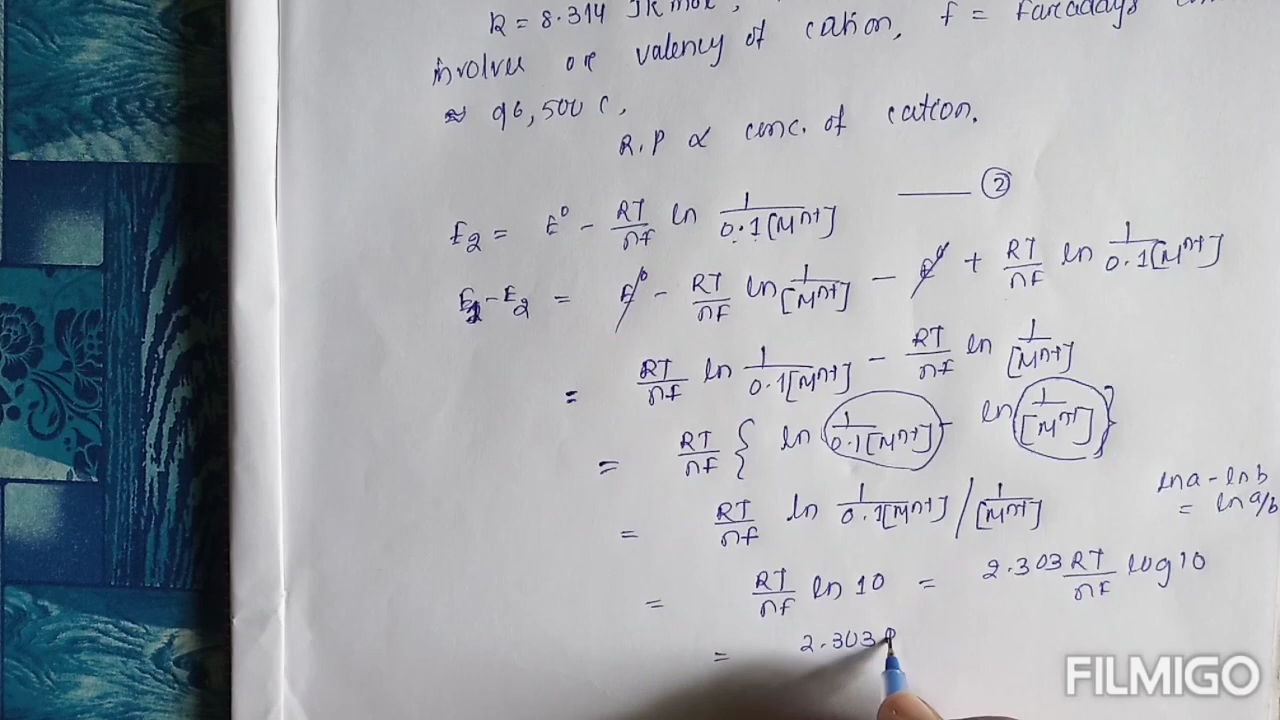 R = 8.314 JK mol,
involves or valency of cation, F = Faradays
≈ 96,500 C,
R.P ∝ conc. of cation.
E₂ = E⁰ - RT/nF ln 1/0.1[Mⁿ⁺] —— ②
E₁ - E₂ = E⁰ - RT/nF ln 1/[Mⁿ⁺] - E⁰ + RT/nF ln 1/0.1[Mⁿ⁺]
= RT/nF ln 1/0.1[Mⁿ⁺] - RT/nF ln 1/[Mⁿ⁺]
= RT/nF { ln 1/0.1[Mⁿ⁺] - ln 1/[Mⁿ⁺] }
= RT/nF ln 1/0.1[Mⁿ⁺] / 1/[Mⁿ⁺]
ln a - ln b
= ln a/b
= RT/nF ln 10 = 2.303 RT/nF log 10
= 2.303
FILMIGO